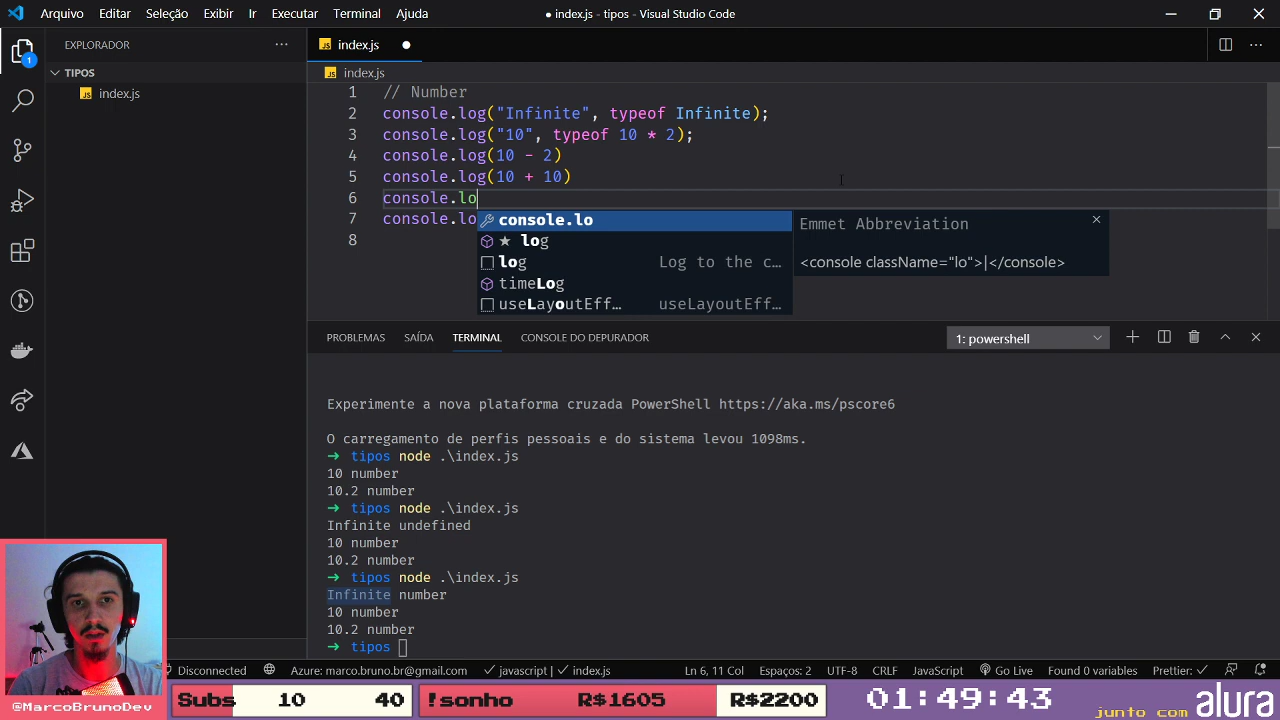 Arquivo Editar Seleção Exibir Ir Executar Terminal Ajuda
● index.js - tipos - Visual Studio Code
EXPLORADOR
TIPOS
JS index.js
1
JS index.js ●
JS index.js
1 // Number
2 console.log("Infinite", typeof Infinite);
3 console.log("10", typeof 10 * 2);
4 console.log(10 - 2)
5 console.log(10 + 10)
6 console.lo
7 console.lo
8
console.lo
★ log
log Log to the c...
timeLog
useLayoutEff... useLayoutEff...
Emmet Abbreviation
<console className="lo">|</console>
PROBLEMAS SAÍDA TERMINAL CONSOLE DO DEPURADOR
1: powershell
Experimente a nova plataforma cruzada PowerShell https://aka.ms/pscore6
O carregamento de perfis pessoais e do sistema levou 1098ms.
→ tipos node .\index.js
10 number
10.2 number
→ tipos node .\index.js
Infinite undefined
10 number
10.2 number
→ tipos node .\index.js
Infinite number
10 number
10.2 number
→ tipos
Disconnected Azure: marco.bruno.br@gmail.com ✓ javascript | ✓ index.js Ln 6, 11 Col Espaços: 2 UTF-8 CRLF JavaScript Go Live Found 0 variables Prettier: ✓
@MarcoBrunoDev
Subs 10 40 !sonho R$1605 R$2200 01:49:43
junto com alura